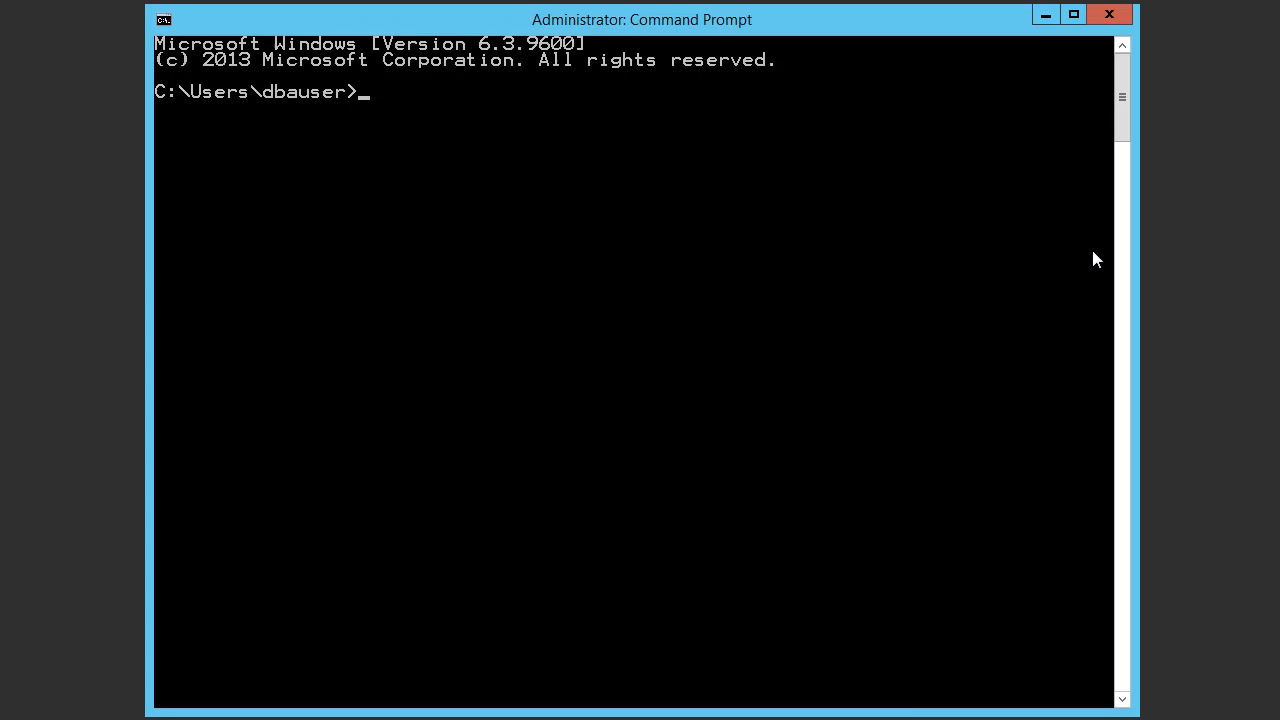 Administrator: Command Prompt
Microsoft Windows [Version 6.3.9600]
(c) 2013 Microsoft Corporation. All rights reserved.
C:\Users\dbauser>_